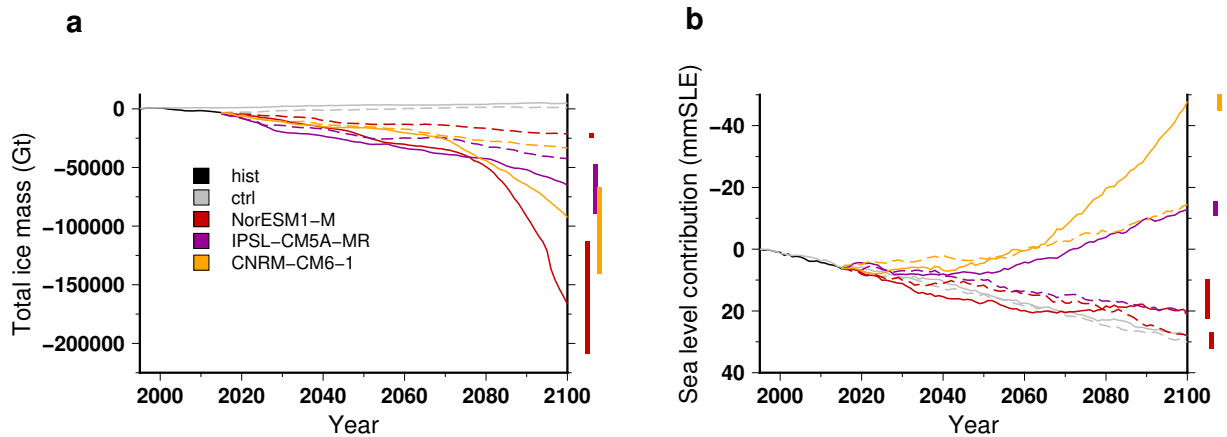 a
Total ice mass (Gt)
0
−50000
−100000
−150000
−200000
hist
ctrl
NorESM1−M
IPSL−CM5A−MR
CNRM−CM6−1
2000 2020 2040 2060 2080 2100
Year
b
Sea level contribution (mmSLE)
−40
−20
0
20
40
2000 2020 2040 2060 2080 2100
Year